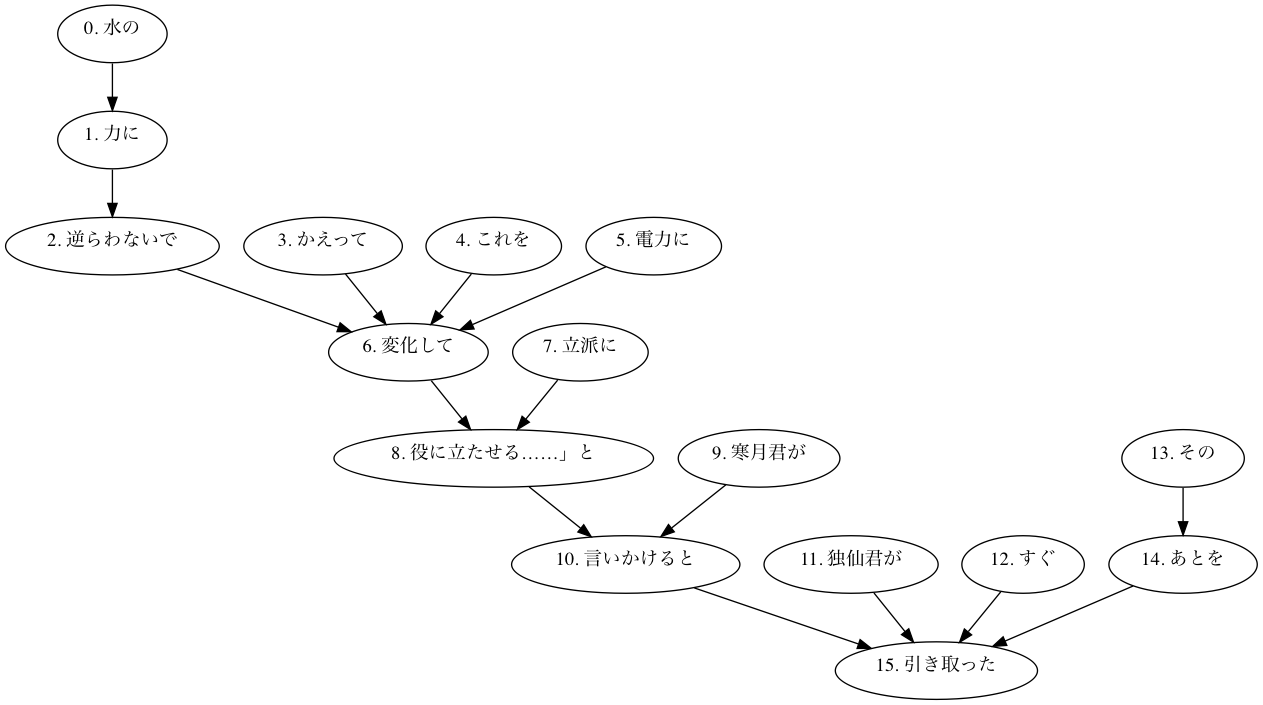 0. 水の
1. 力に
2. 逆らわないで
3. かえって
4. これを
5. 電力に
6. 変化して
7. 立派に
8. 役に立たせる……」と
9. 寒月君が
13. その
10. 言いかけると
11. 独仙君が
12. すぐ
14. あとを
15. 引き取った